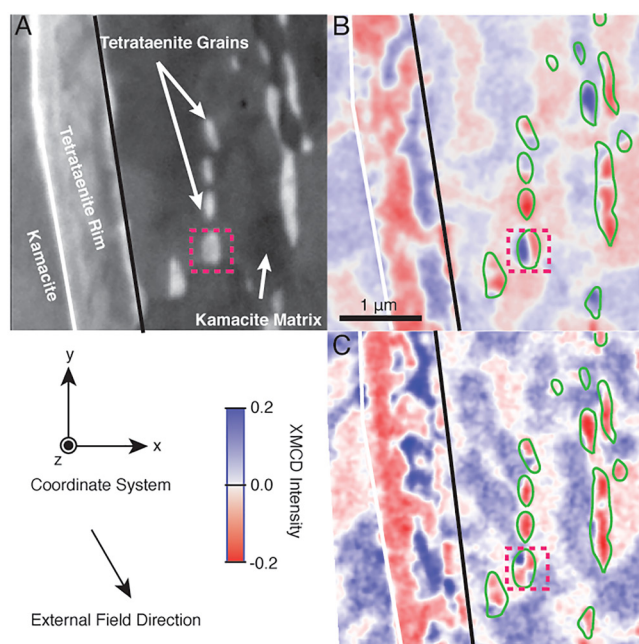 A
Tetrataenite Grains
Tetrataenite Rim
Kamacite
Kamacite Matrix
B
1 μm
C
y
z
x
Coordinate System
External Field Direction
0.2
0.0
-0.2
XMCD Intensity